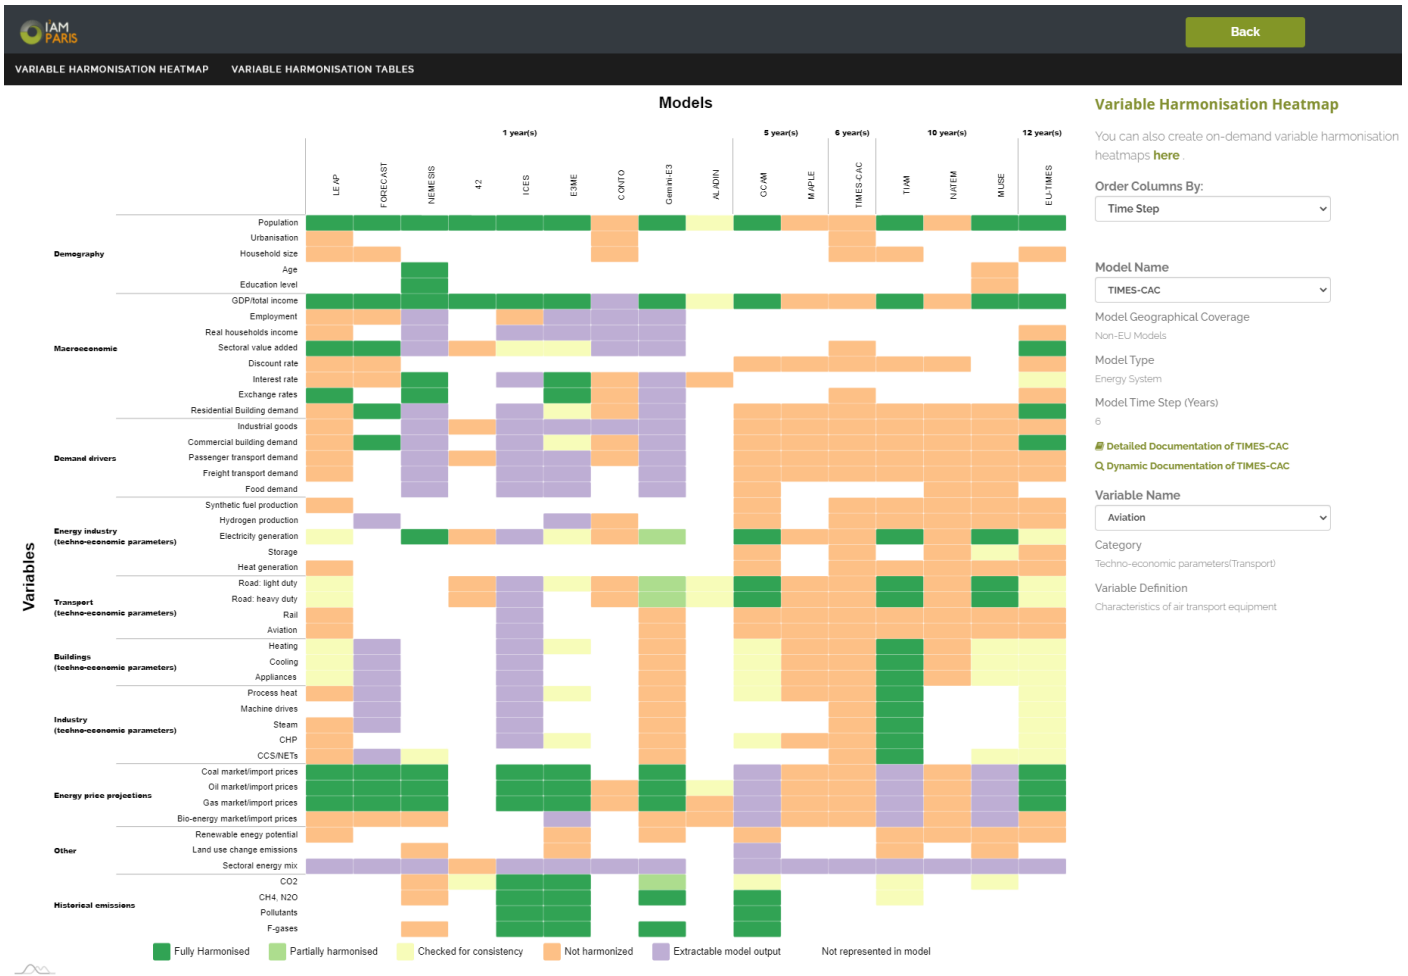 I'AM
PARIS
Back
VARIABLE HARMONISATION HEATMAP VARIABLE HARMONISATION TABLES
Models
1 year(s) 5 year(s) 6 year(s) 10 year(s) 12 year(s)
LEAP FORECAST NEMESIS 42 ICES E3ME CONTO Gemini-E3 ALADIN GCAM MAPLE TIMES-CAC TIAM NATEM MUSE EU-TIMES
Variables
Demography
Population
Urbanisation
Household size
Age
Education level
Macroeconomic
GDP/total income
Employment
Real households income
Sectoral value added
Discount rate
Interest rate
Exchange rates
Residential Building demand
Demand drivers
Industrial goods
Commercial building demand
Passenger transport demand
Freight transport demand
Food demand
Energy industry
(techno-economic parameters)
Synthetic fuel production
Hydrogen production
Electricity generation
Storage
Heat generation
Transport
(techno-economic parameters)
Road: light duty
Road: heavy duty
Rail
Aviation
Buildings
(techno-economic parameters)
Heating
Cooling
Appliances
Industry
(techno-economic parameters)
Process heat
Machine drives
Steam
CHP
CCS/NETs
Energy price projections
Coal market/import prices
Oil market/import prices
Gas market/import prices
Bio-energy market/import prices
Other
Renewable enegy potential
Land use change emissions
Sectoral energy mix
Historical emissions
CO2
CH4, N2O
Pollutants
F-gases
Fully Harmonised Partially harmonised Checked for consistency Not harmonized Extractable model output Not represented in model
Variable Harmonisation Heatmap
You can also create on-demand variable harmonisation
heatmaps here .
Order Columns By:
Time Step
Model Name
TIMES-CAC
Model Geographical Coverage
Non-EU Models
Model Type
Energy System
Model Time Step (Years)
6
Detailed Documentation of TIMES-CAC
Dynamic Documentation of TIMES-CAC
Variable Name
Aviation
Category
Techno-economic parameters(Transport)
Variable Definition
Characteristics of air transport equipment